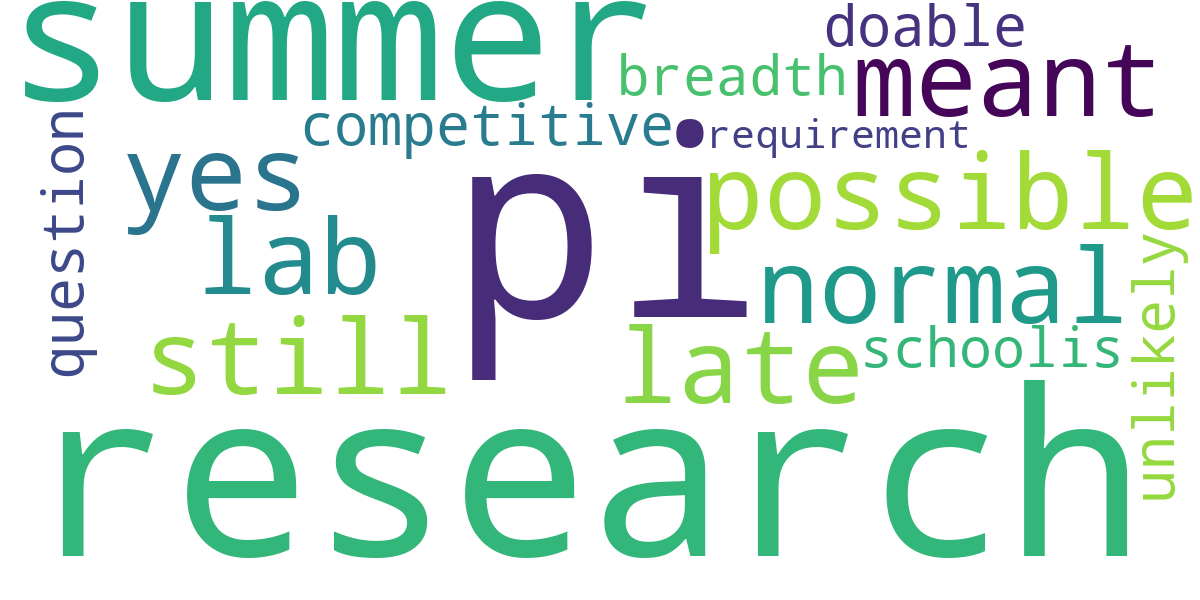 summer
doable
breadth
meant
question
competitive
requirement
yes
pi
possible
lab
normal
unlikely
still
late
schoolis
research